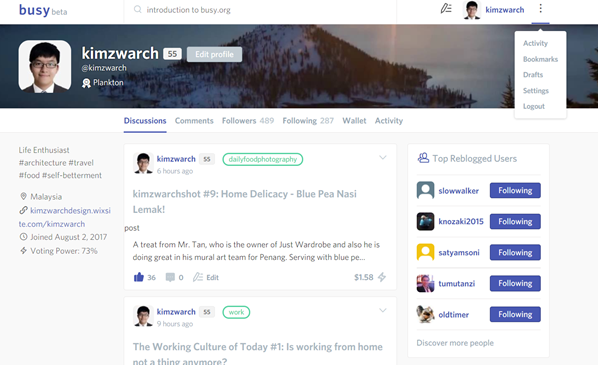 busy beta
introduction to busy.org
kimzwarch
Activity
Bookmarks
Drafts
Settings
Logout
kimzwarch 55
Edit profile
@kimzwarch
Plankton
Discussions Comments Followers 489 Following 287 Wallet Activity
Life Enthusiast
#architecture #travel
#food #self-betterment
Malaysia
kimzwarchdesign.wixsi
te.com/kimzwarch
Joined August 2, 2017
Voting Power: 73%
kimzwarch 55 dailyfoodphotography
6 hours ago
kimzwarchshot #9: Home Delicacy - Blue Pea Nasi
Lemak!
post
A treat from Mr. Tan, who is the owner of Just Wardrobe and also he is
doing great in his mural art team for Penang. Serving with blue pe...
36 0 Edit $1.58
kimzwarch 55 work
9 hours ago
The Working Culture of Today #1: Is working from home
not a thing anymore?
Top Reblogged Users
slowwalker Following
knozaki2015 Following
satyamsoni Following
tumutanzi Following
oldtimer Following
Discover more people